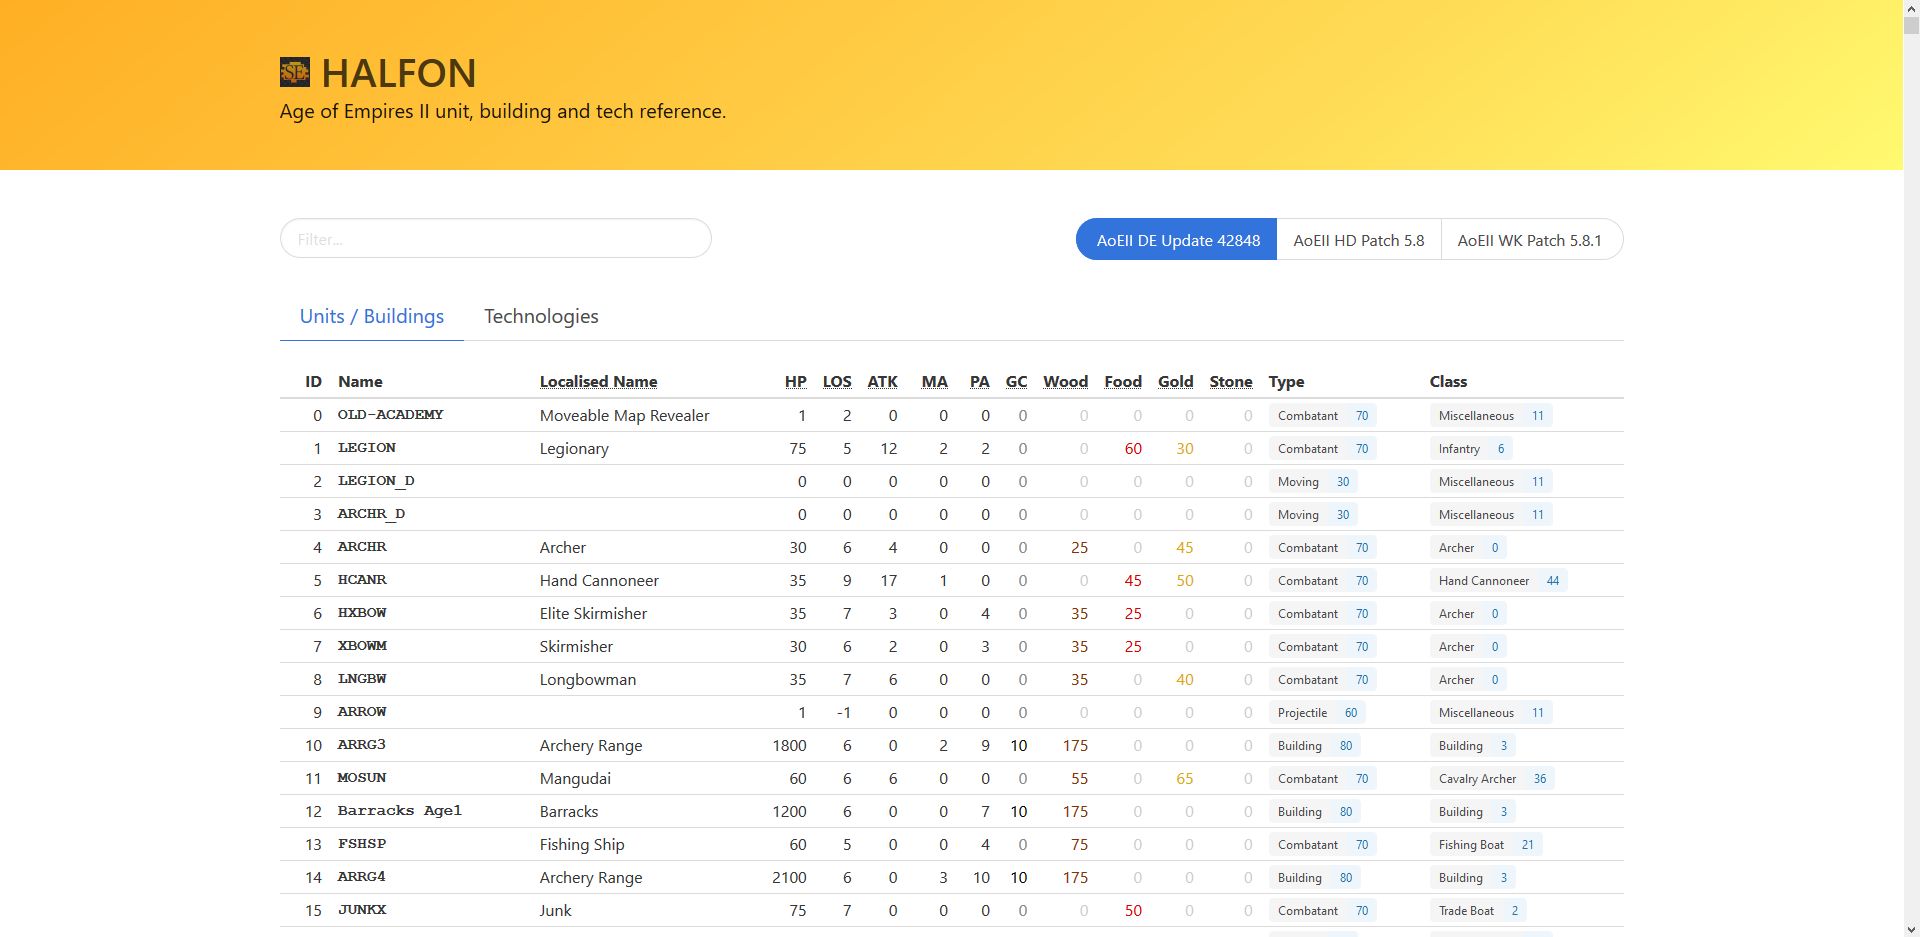 SE HALFON
Age of Empires II unit, building and tech reference.
Filter...
AoEII DE Update 42848 AoEII HD Patch 5.8 AoEII WK Patch 5.8.1
Units / Buildings Technologies
ID Name Localised Name HP LOS ATK MA PA GC Wood Food Gold Stone Type Class
0 OLD-ACADEMY Moveable Map Revealer 1 2 0 0 0 0 0 0 0 0 Combatant 70 Miscellaneous 11
1 LEGION Legionary 75 5 12 2 2 0 0 60 30 0 Combatant 70 Infantry 6
2 LEGION_D 0 0 0 0 0 0 0 0 0 0 Moving 30 Miscellaneous 11
3 ARCHR_D 0 0 0 0 0 0 0 0 0 0 Moving 30 Miscellaneous 11
4 ARCHR Archer 30 6 4 0 0 0 25 0 45 0 Combatant 70 Archer 0
5 HCANR Hand Cannoneer 35 9 17 1 0 0 0 45 50 0 Combatant 70 Hand Cannoneer 44
6 HXBOW Elite Skirmisher 35 7 3 0 4 0 35 25 0 0 Combatant 70 Archer 0
7 XBOWM Skirmisher 30 6 2 0 3 0 35 25 0 0 Combatant 70 Archer 0
8 LNGBW Longbowman 35 7 6 0 0 0 35 0 40 0 Combatant 70 Archer 0
9 ARROW 1 -1 0 0 0 0 0 0 0 0 Projectile 60 Miscellaneous 11
10 ARRG3 Archery Range 1800 6 0 2 9 10 175 0 0 0 Building 80 Building 3
11 MOSUN Mangudai 60 6 6 0 0 0 55 0 65 0 Combatant 70 Cavalry Archer 36
12 Barracks Age1 Barracks 1200 6 0 0 7 10 175 0 0 0 Building 80 Building 3
13 FSHSP Fishing Ship 60 5 0 0 4 0 75 0 0 0 Combatant 70 Fishing Boat 21
14 ARRG4 Archery Range 2100 6 0 3 10 10 175 0 0 0 Building 80 Building 3
15 JUNKX Junk 75 7 0 0 0 0 0 50 0 0 Combatant 70 Trade Boat 2